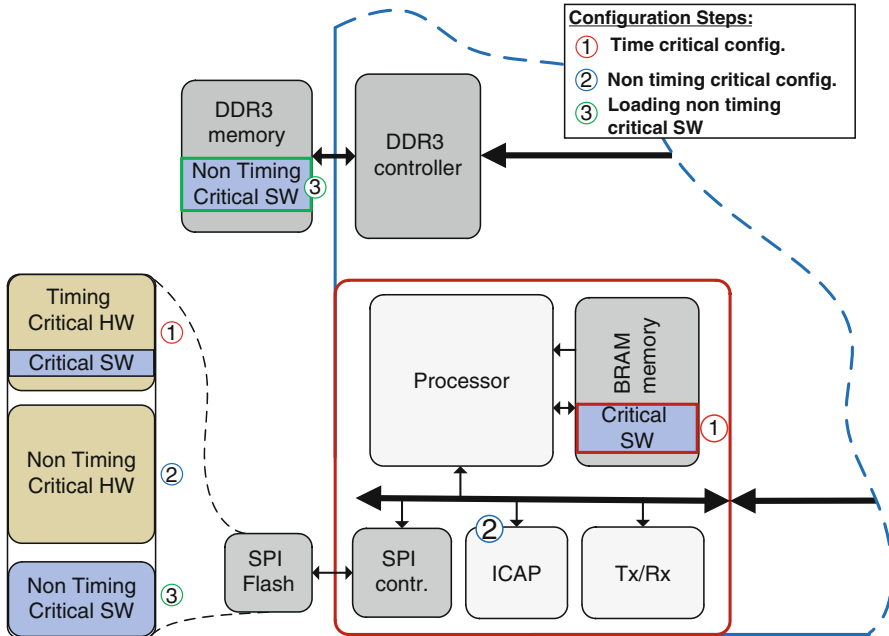 Configuration Steps:
1 Time critical config.
2 Non timing critical config.
3 Loading non timing
critical SW
DDR3
memory
Non Timing
Critical SW
3
DDR3
controller
Timing
Critical HW
1
Critical SW
Non Timing
Critical HW
2
Non Timing
Critical SW
3
SPI
Flash
Processor
BRAM
memory
Critical
SW
1
SPI
contr.
2
ICAP
Tx/Rx